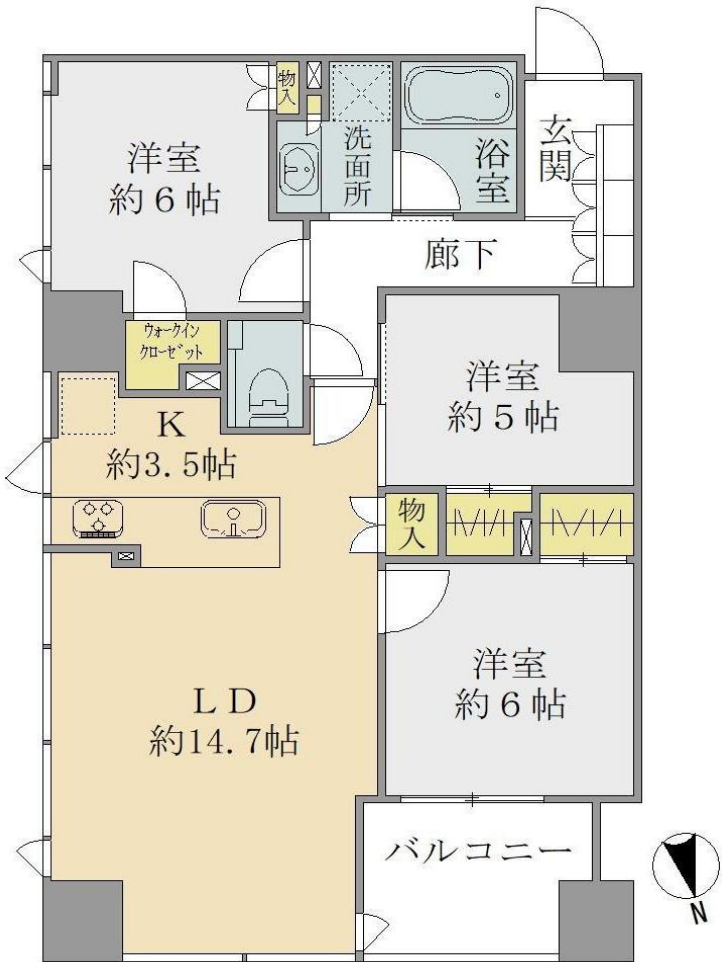 物入
洗面所
浴室
玄関
洋室
約6帖
廊下
ウォークイン
クローゼット
洋室
約5帖
K
約3.5帖
物入
洋室
約6帖
LD
約14.7帖
バルコニー
N